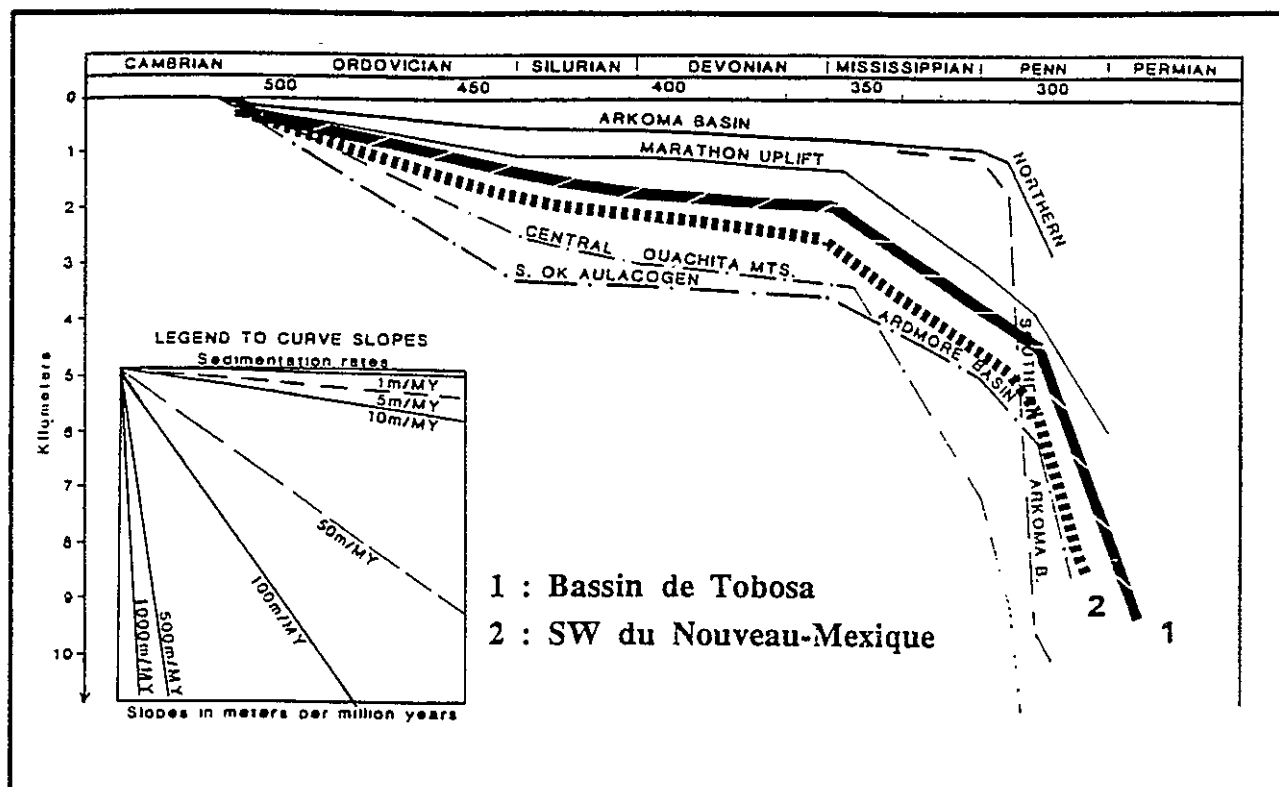 CAMBRIAN ORDOVICIAN SILURIAN DEVONIAN MISSISSIPPIAN PENN PERMIAN
500 450 400 350 300
0
1
2
3
4
5
6
7
8
9
10
Kilometers
ARKOMA BASIN
MARATHON UPLIFT
NORTHERN
CENTRAL OUACHITA MTS.
S. OK AULACOGEN
ARDMORE BASIN
SOUTHERN
ARKOMA B.
LEGEND TO CURVE SLOPES
Sedimentation rates
1m/MY
5m/MY
10m/MY
50m/MY
100m/MY
500m/MY
1000m/MY
Slopes in meters per million years
1 : Bassin de Tobosa
2 : SW du Nouveau-Mexique
2
1